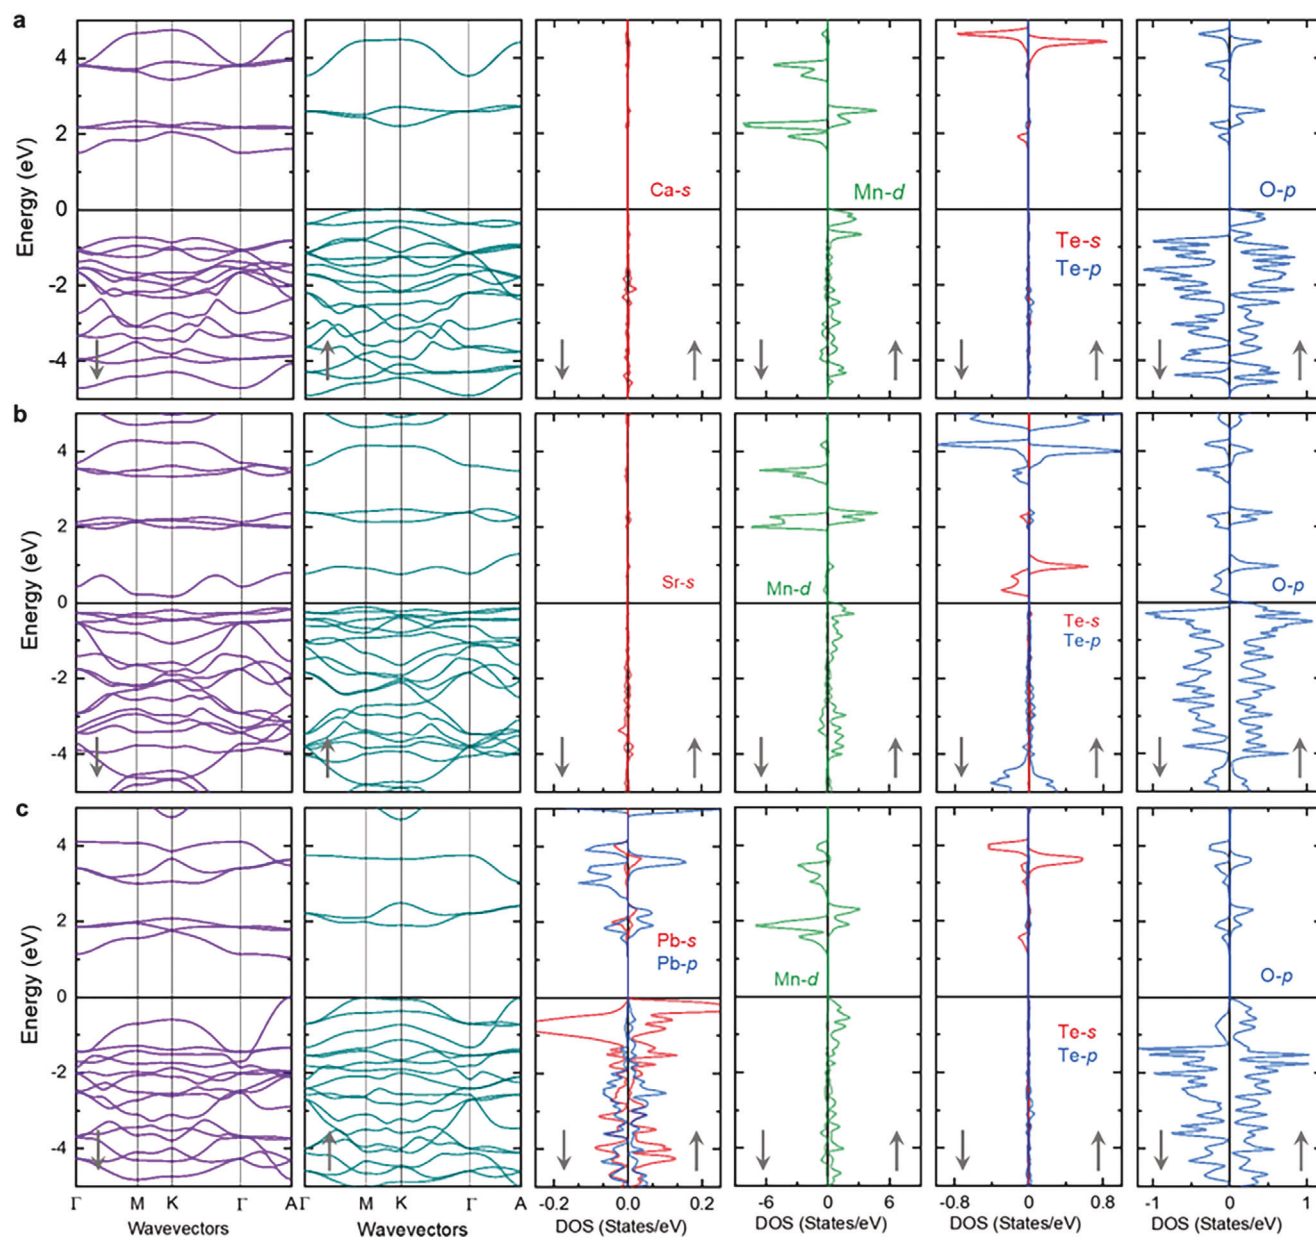 a
4
2
0
-2
-4
Energy (eV)
Ca-s
Mn-d
Te-s
Te-p
O-p
b
4
2
0
-2
-4
Energy (eV)
Sr-s
Mn-d
Te-s
Te-p
O-p
c
4
2
0
-2
-4
Energy (eV)
Pb-s
Pb-p
Mn-d
Te-s
Te-p
O-p
Γ M K Γ A Γ M K Γ A -0.2 0.0 0.2 -6 0 6 -0.8 0 0.8 -1 0 1
Wavevectors Wavevectors DOS (States/eV) DOS (States/eV) DOS (States/eV) DOS (States/eV)